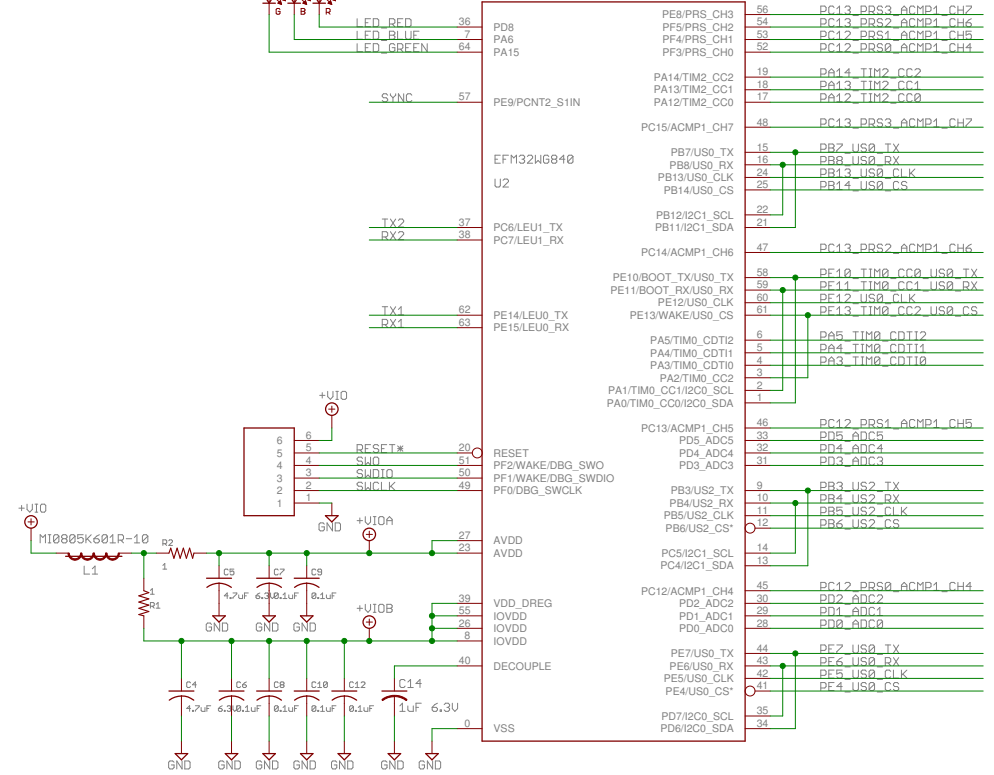 G B R
LED_RED 36 PD8
LED_BLUE 7 PA6
LED_GREEN 64 PA15
SYNC 57 PE9/PCNT2_S1IN
EFM32WG840
U2
TX2 37 PC6/LEU1_TX
RX2 38 PC7/LEU1_RX
TX1 62 PE14/LEU0_TX
RX1 63 PE15/LEU0_RX
+VIO
6 6
5 5 RESET* 20 RESET
4 4 SWO 51 PF2/WAKE/DBG_SWO
3 3 SWDIO 50 PF1/WAKE/DBG_SWDIO
2 2 SWCLK 49 PF0/DBG_SWCLK
1 1
GND
+VIO
+VIOA
MI0805K601R-10
L1
R2
1
27 AVDD
23 AVDD
C5 C7 C9
4.7uF 6.3V 0.1uF 0.1uF
GND GND GND
1
R1
+VIOB
39 VDD_DREG
55 IOVDD
26 IOVDD
8 IOVDD
40 DECOUPLE
C4 C6 C8 C10 C12 C14
4.7uF 6.3V 0.1uF 0.1uF 0.1uF 0.1uF 1uF 6.3V
0 VSS
GND GND GND GND GND GND GND
PE8/PRS_CH3 56 PC13_PRS3_ACMP1_CH7
PF5/PRS_CH2 54 PC13_PRS2_ACMP1_CH6
PF4/PRS_CH1 53 PC12_PRS1_ACMP1_CH5
PF3/PRS_CH0 52 PC12_PRS0_ACMP1_CH4
PA14/TIM2_CC2 19 PA14_TIM2_CC2
PA13/TIM2_CC1 18 PA13_TIM2_CC1
PA12/TIM2_CC0 17 PA12_TIM2_CC0
PC15/ACMP1_CH7 48 PC13_PRS3_ACMP1_CH7
PB7/US0_TX 15 PB7_US0_TX
PB8/US0_RX 16 PB8_US0_RX
PB13/US0_CLK 24 PB13_US0_CLK
PB14/US0_CS 25 PB14_US0_CS
PB12/I2C1_SCL 22
PB11/I2C1_SDA 21
PC14/ACMP1_CH6 47 PC13_PRS2_ACMP1_CH6
PE10/BOOT_TX/US0_TX 58 PE10_TIM0_CC0_US0_TX
PE11/BOOT_RX/US0_RX 59 PE11_TIM0_CC1_US0_RX
PE12/US0_CLK 60 PE12_US0_CLK
PE13/WAKE/US0_CS 61 PE13_TIM0_CC2_US0_CS
PA5/TIM0_CDTI2 6 PA5_TIM0_CDTI2
PA4/TIM0_CDTI1 5 PA4_TIM0_CDTI1
PA3/TIM0_CDTI0 4 PA3_TIM0_CDTI0
PA2/TIM0_CC2 3
PA1/TIM0_CC1/I2C0_SCL 2
PA0/TIM0_CC0/I2C0_SDA 1
PC13/ACMP1_CH5 46 PC12_PRS1_ACMP1_CH5
PD5_ADC5 33 PD5_ADC5
PD4_ADC4 32 PD4_ADC4
PD3_ADC3 31 PD3_ADC3
PB3/US2_TX 9 PB3_US2_TX
PB4/US2_RX 10 PB4_US2_RX
PB5/US2_CLK 11 PB5_US2_CLK
PB6/US2_CS* 12 PB6_US2_CS
PC5/I2C1_SCL 14
PC4/I2C1_SDA 13
PC12/ACMP1_CH4 45 PC12_PRS0_ACMP1_CH4
PD2_ADC2 30 PD2_ADC2
PD1_ADC1 29 PD1_ADC1
PD0_ADC0 28 PD0_ADC0
PE7/US0_TX 44 PE7_US0_TX
PE6/US0_RX 43 PE6_US0_RX
PE5/US0_CLK 42 PE5_US0_CLK
PE4/US0_CS* 41 PE4_US0_CS
PD7/I2C0_SCL 35
PD6/I2C0_SDA 34